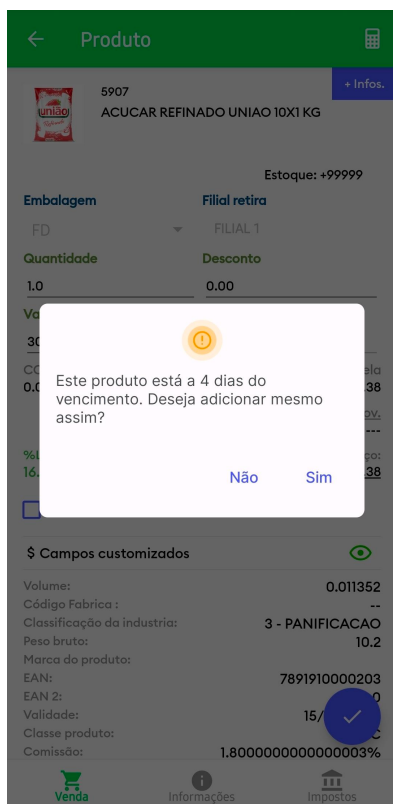 Produto
+ Infos.
união
5907
ACUCAR REFINADO UNIAO 10X1 KG
Estoque: +99999
Embalagem
Filial retira
FD
FILIAL 1
Quantidade
Desconto
1.0
0.00
Este produto está a 4 dias do
vencimento. Deseja adicionar mesmo
assim?
Não
Sim
$ Campos customizados
Volume:
0.011352
Código Fabrica :
--
Classificação da industria:
3 - PANIFICACAO
Peso bruto:
10.2
Marca do produto:
EAN:
7891910000203
EAN 2:
0
Validade:
15/
Classe produto:
C
Comissão:
1.8000000000000003%
Venda
Informações
Impostos